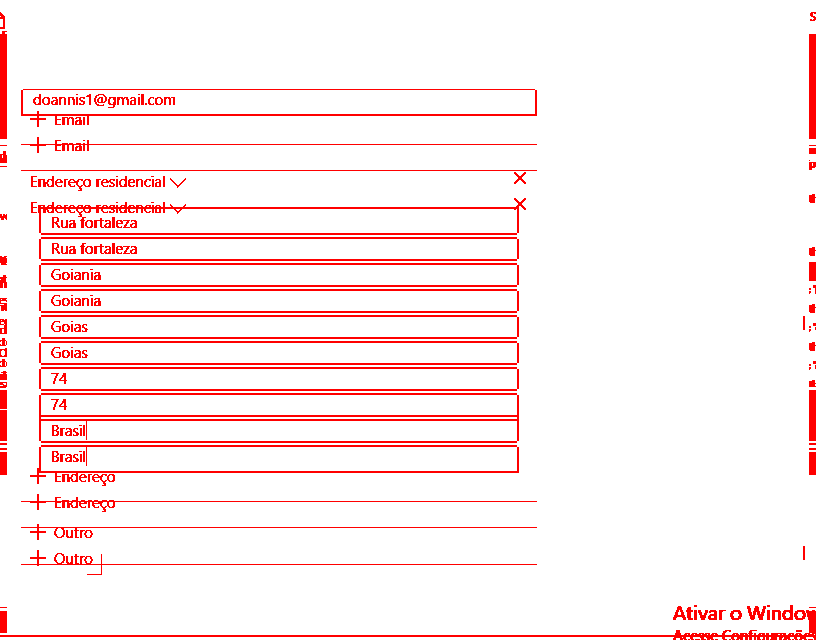 doannis1@gmail.com
Email
Email
Endereço residencial
Endereço residencial
Rua fortaleza
Rua fortaleza
Goiania
Goiania
Goias
Goias
74
74
Brasil
Brasil
Endereço
Endereço
Outro
Outro
Ativar o Window
Acesse Configurações